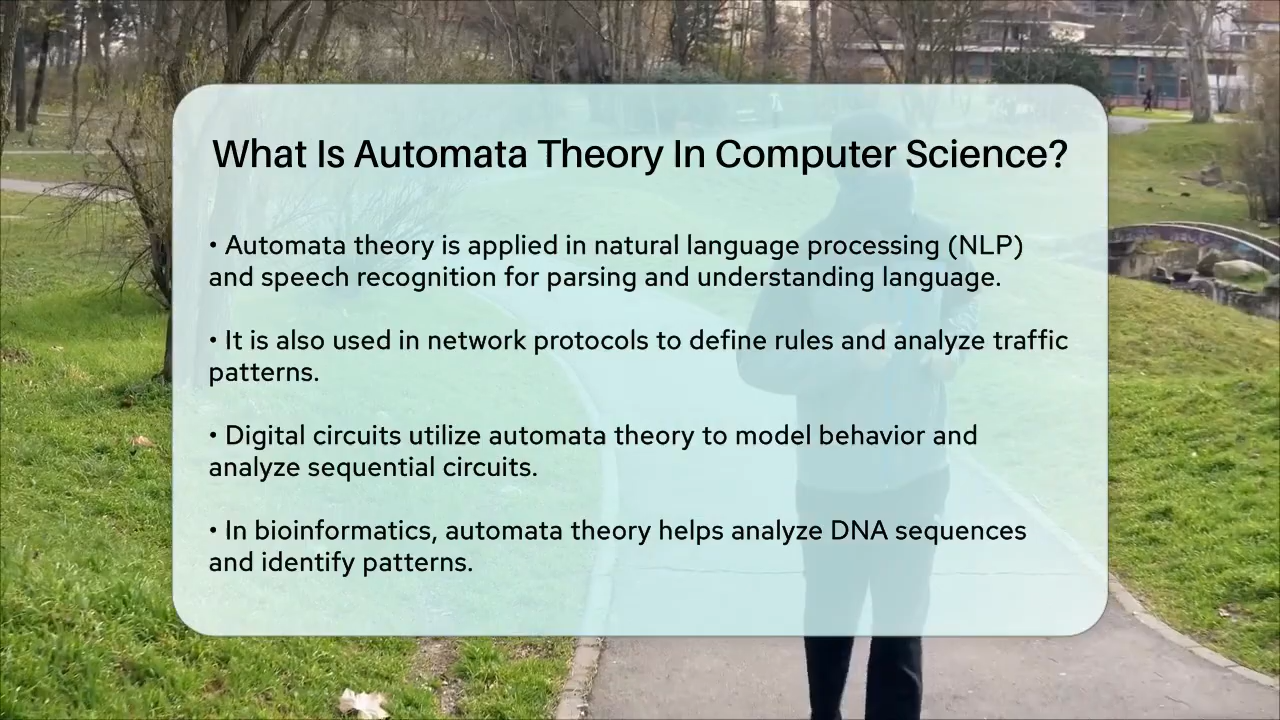 What Is Automata Theory In Computer Science?
• Automata theory is applied in natural language processing (NLP)
and speech recognition for parsing and understanding language.
• It is also used in network protocols to define rules and analyze traffic
patterns.
• Digital circuits utilize automata theory to model behavior and
analyze sequential circuits.
• In bioinformatics, automata theory helps analyze DNA sequences
and identify patterns.